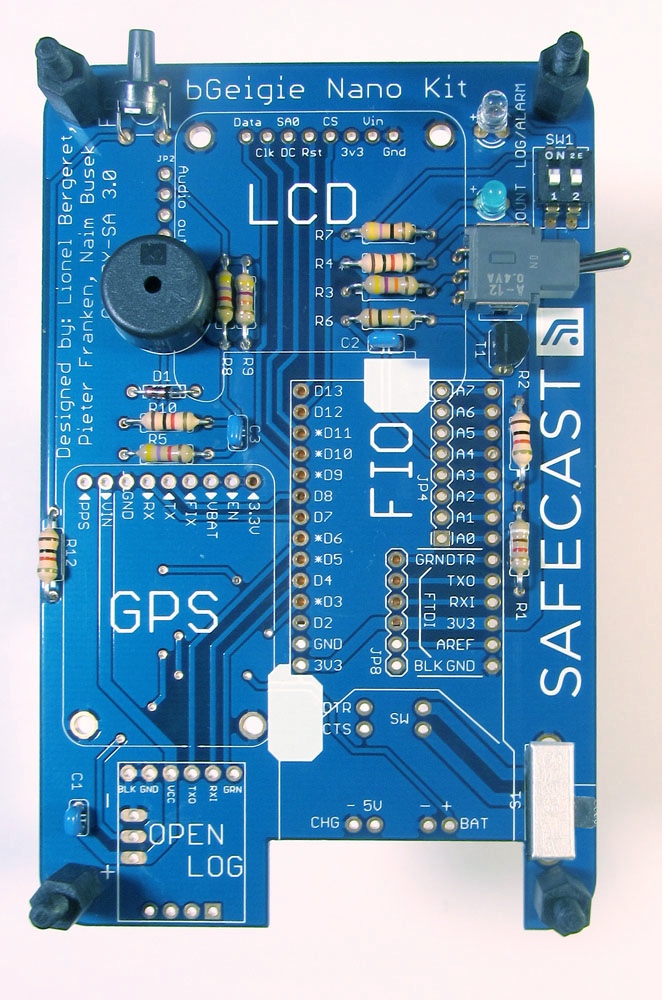 bGeigie Nano Kit
Data SA0 CS Vin
Clk DC Rst 3v3 Gnd
LCD
LOG/ALARM
SW1
ON
1 2
JP2
Audio out
Designed by: Lionel Bergeret,
Pieter Franken, Naim Busek
3.0
R7
R4
R3
R6
C2
A-12
0.4VA
T1
R8
R9
R2
D1
R10
R5
C3
PPS
VIN
GND
RX
TX
FIX
VBAT
EN
3.3V
GPS
R12
D13
D12
*D11
*D10
*D9
D8
D7
*D6
*D5
D4
*D3
D2
GND
3V3
FIO
JP4
A7
A6
A5
A4
A3
A2
A1
A0
GRN DTR
TXO
RXI
3V3
AREF
BLK GND
FTDI
JP8
R1
SAFECAST
DTR
CTS
SW
S1
- 5V
CHG
- +
BAT
C1
-
+
BLK GND VCC TXO RXI GRN
OPEN
LOG